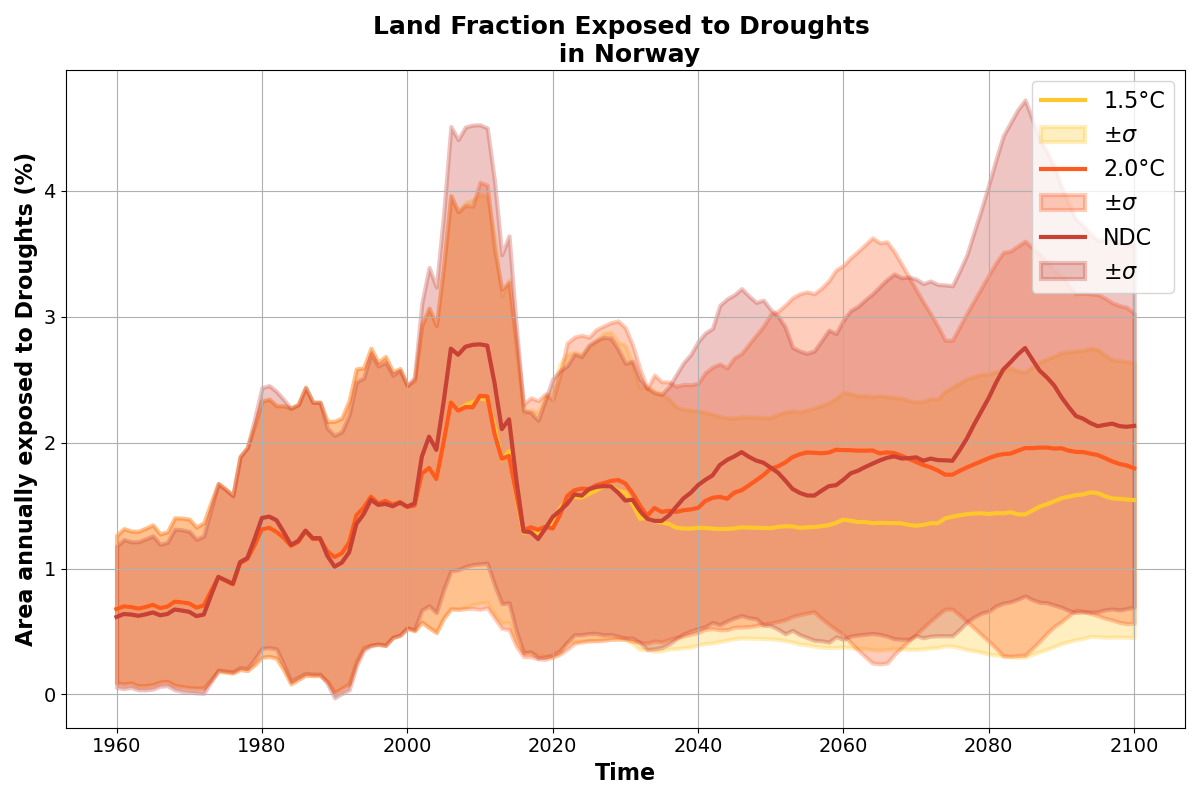 Land Fraction Exposed to Droughts
in Norway
Area annually exposed to Droughts (%)
4
3
2
1
0
1960 1980 2000 2020 2040 2060 2080 2100
Time
1.5°C
±σ
2.0°C
±σ
NDC
±σ